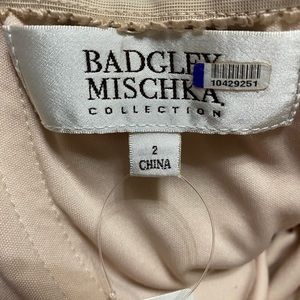 BADGLEY
MISCHKA
COLLECTION
10429251
2
CHINA